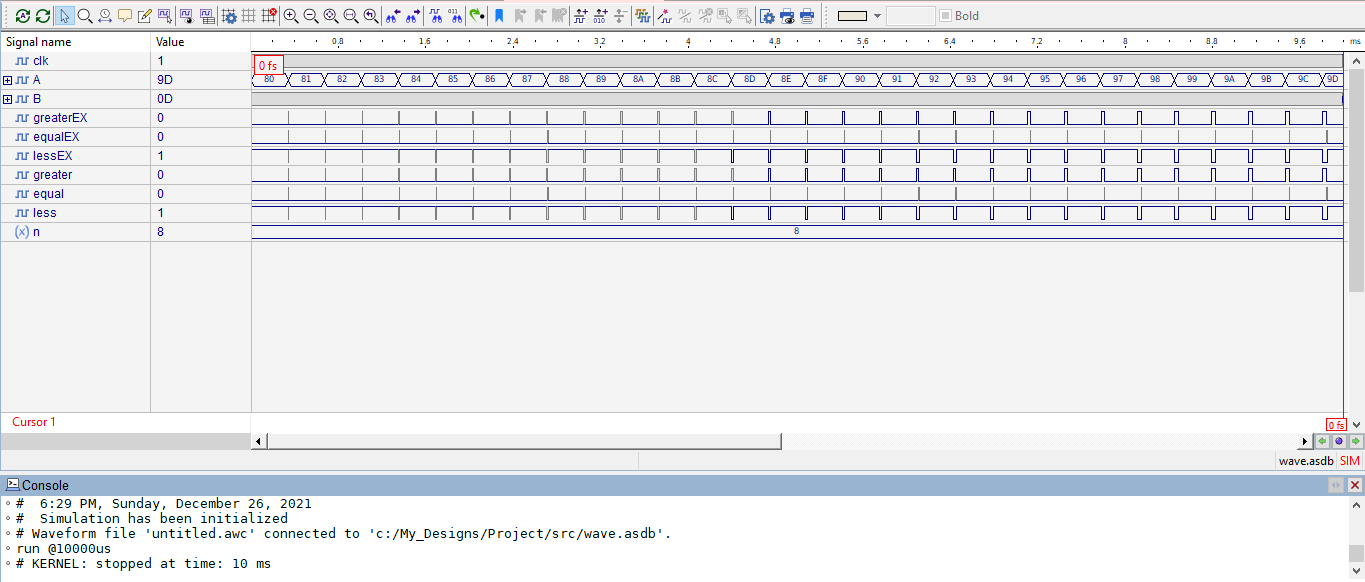 Bold
Signal name Value 0.8 1.6 2.4 3.2 4 4.8 5.6 6.4 7.2 8 8.8 9.6 ms
clk 1 0 fs
A 9D 80 81 82 83 84 85 86 87 88 89 8A 8B 8C 8D 8E 8F 90 91 92 93 94 95 96 97 98 99 9A 9B 9C 9D
B 0D
greaterEX 0
equalEX 0
lessEX 1
greater 0
equal 0
less 1
(x) n 8 8
Cursor 1 0 fs
wave.asdb SIM
Console
# 6:29 PM, Sunday, December 26, 2021
# Simulation has been initialized
# Waveform file 'untitled.awc' connected to 'c:/My_Designs/Project/src/wave.asdb'.
run @10000us
# KERNEL: stopped at time: 10 ms